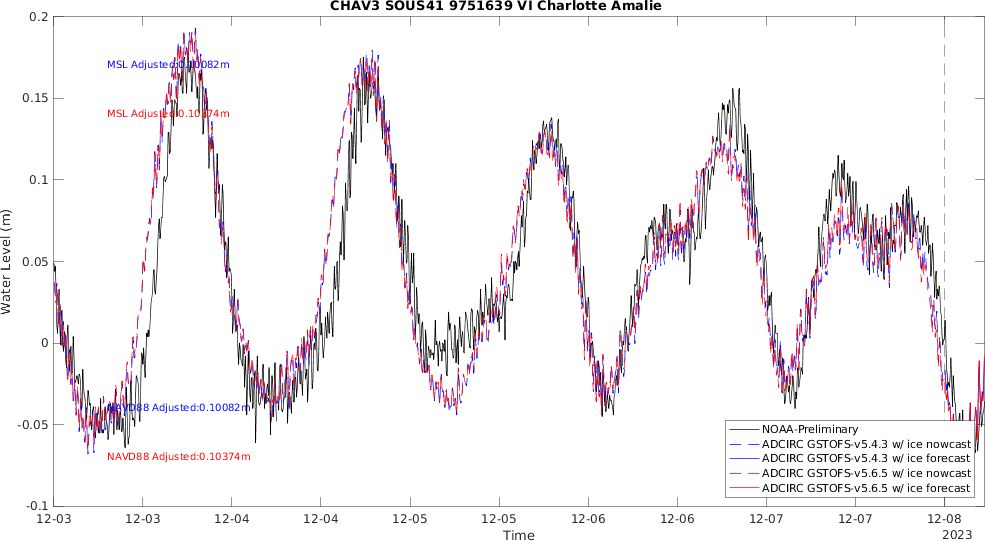 CHAV3 SOUS41 9751639 VI Charlotte Amalie
Water Level (m)
0.2
0.15
0.1
0.05
0
-0.05
-0.1
MSL Adjusted:0.10082m
MSL Adjusted:0.10374m
NAVD88 Adjusted:0.10082m
NAVD88 Adjusted:0.10374m
NOAA-Preliminary
ADCIRC GSTOFS-v5.4.3 w/ ice nowcast
ADCIRC GSTOFS-v5.4.3 w/ ice forecast
ADCIRC GSTOFS-v5.6.5 w/ ice nowcast
ADCIRC GSTOFS-v5.6.5 w/ ice forecast
12-03 12-03 12-04 12-04 12-05 12-05 12-06 12-06 12-07 12-07 12-08
Time
2023